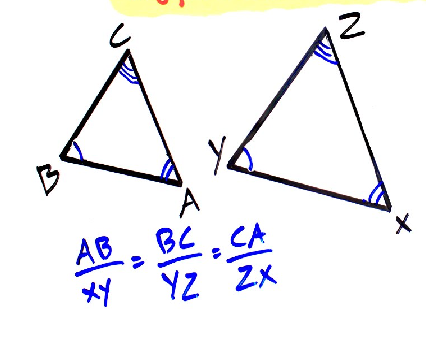 C
Z
B
A
Y
X
AB/XY = BC/YZ = CA/ZX